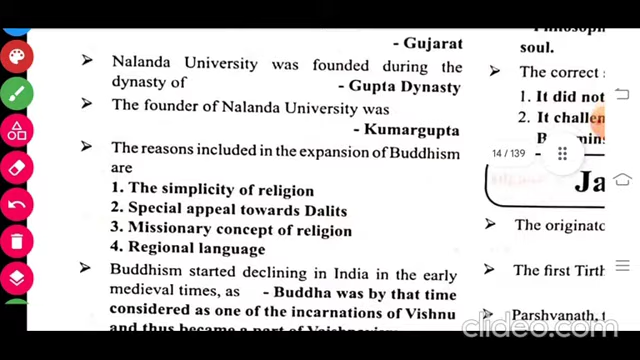 - Gujarat
Nalanda University was founded during the
dynasty of - Gupta Dynasty
The founder of Nalanda University was
- Kumargupta
The reasons included in the expansion of Buddhism
are
1. The simplicity of religion
2. Special appeal towards Dalits
3. Missionary concept of religion
4. Regional language
Buddhism started declining in India in the early
medieval times, as - Buddha was by that time
considered as one of the incarnations of Vishnu
and thus became a part of Vaishnavism
soul.
The correct
1. It did not
2. It challen
14 / 139
Ja
The originato
The first Tirth
Parshvanath,
Recorded with
clideo.com